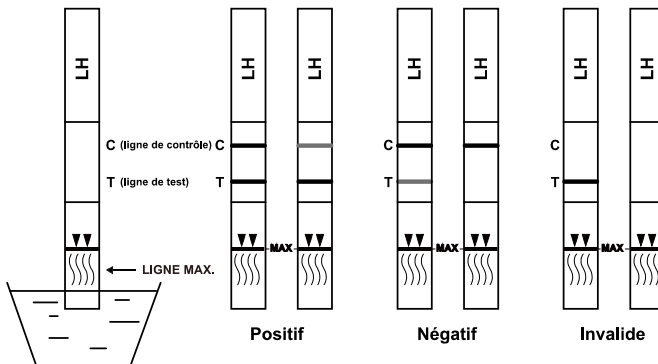 LH LH LH LH LH LH LH
C (ligne de contrôle) C C C
T (ligne de test) T T T
MAX MAX MAX
LIGNE MAX.
Positif Négatif Invalide